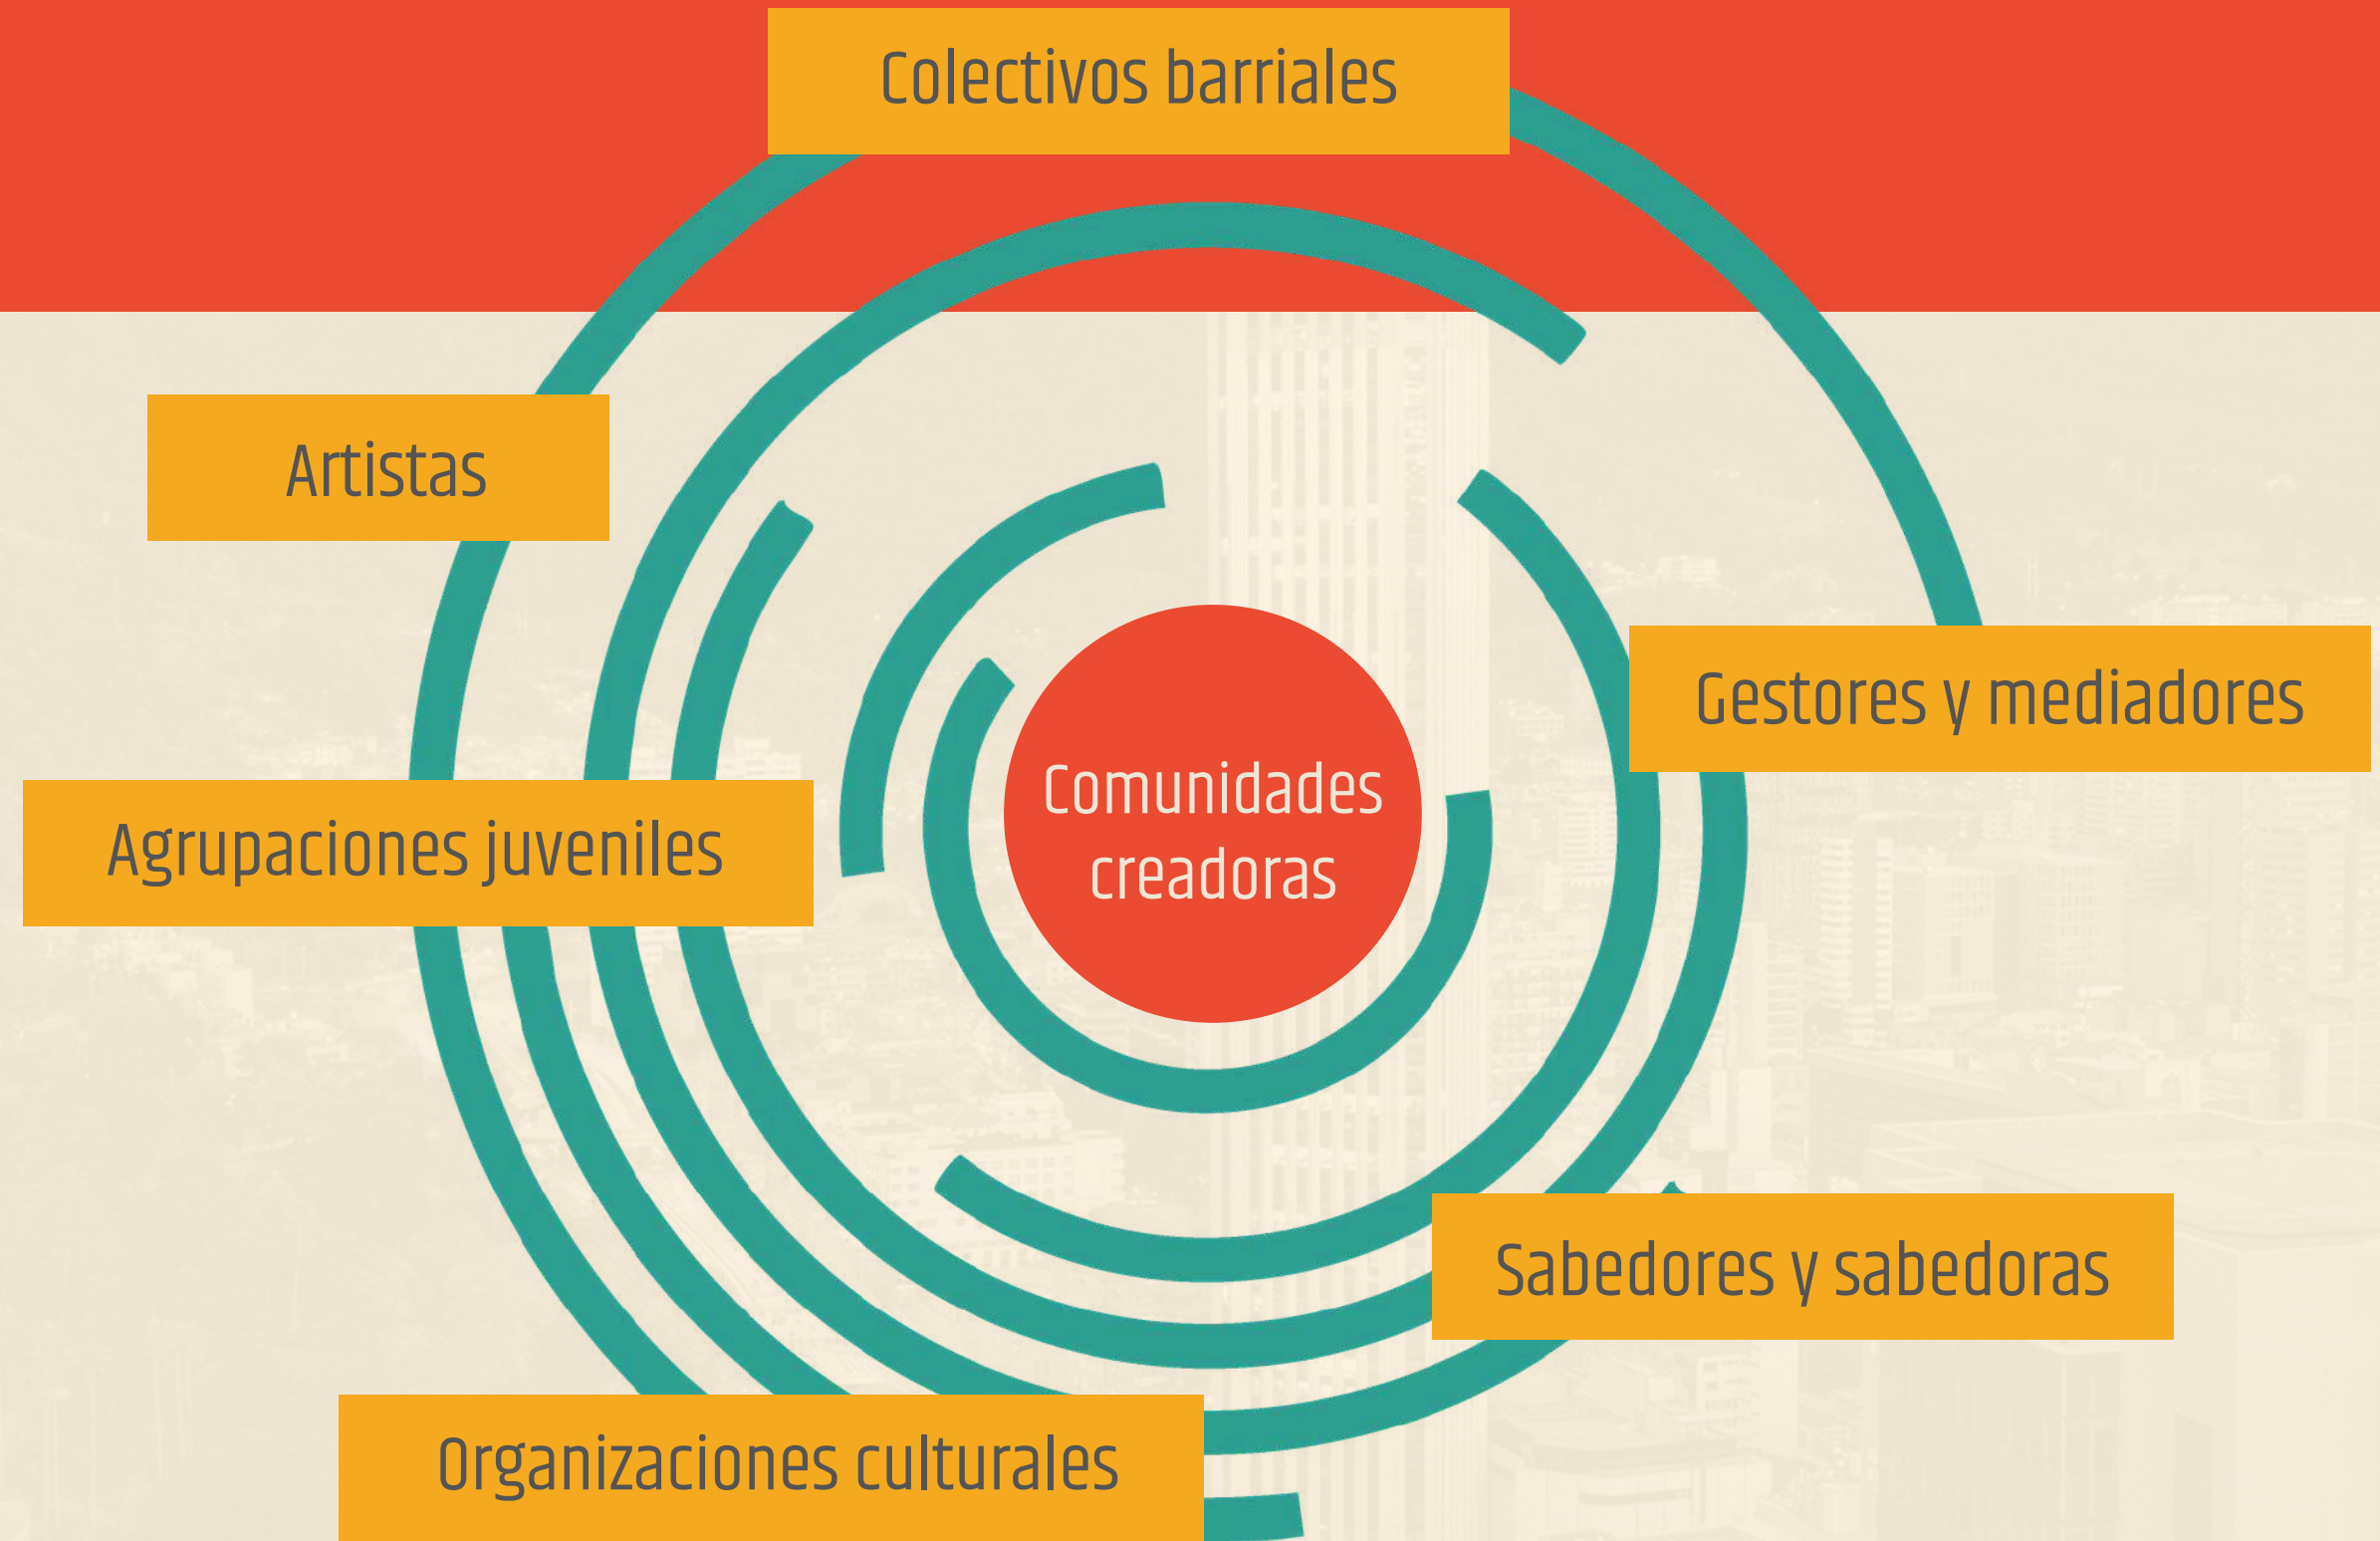 Colectivos barriales
Artistas
Gestores y mediadores
Comunidades
creadoras
Agrupaciones juveniles
Sabedores y sabedoras
Organizaciones culturales